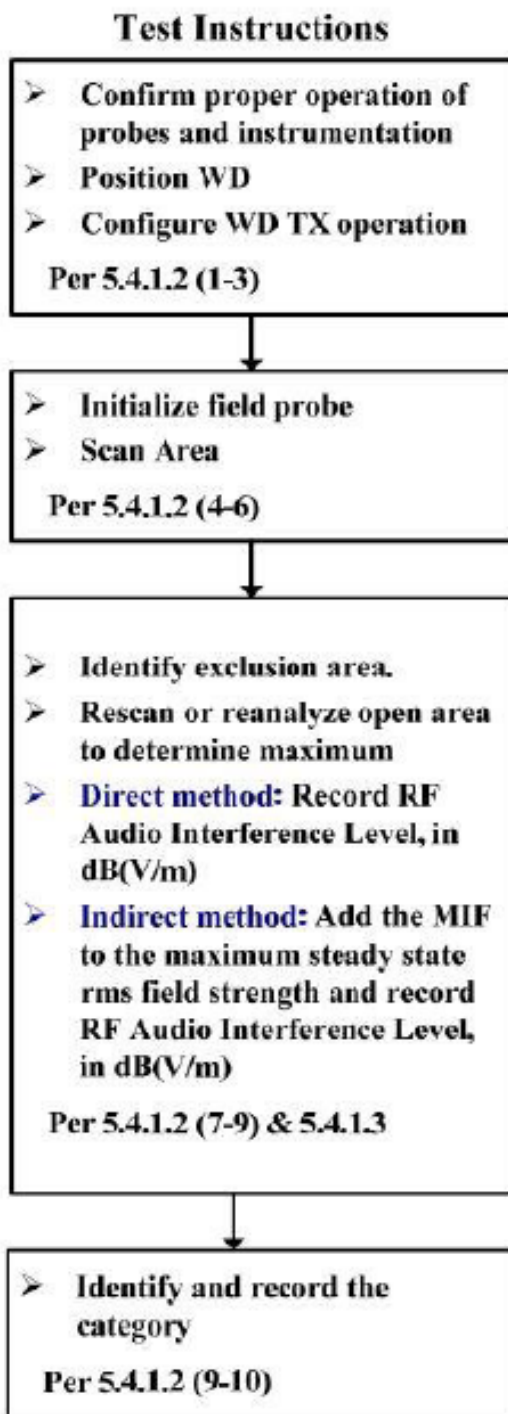 Test Instructions
➢ Confirm proper operation of
probes and instrumentation
➢ Position WD
➢ Configure WD TX operation
Per 5.4.1.2 (1-3)
➢ Initialize field probe
➢ Scan Area
Per 5.4.1.2 (4-6)
➢ Identify exclusion area.
➢ Rescan or reanalyze open area
to determine maximum
➢ Direct method: Record RF
Audio Interference Level, in
dB(V/m)
➢ Indirect method: Add the MIF
to the maximum steady state
rms field strength and record
RF Audio Interference Level,
in dB(V/m)
Per 5.4.1.2 (7-9) & 5.4.1.3
➢ Identify and record the
category
Per 5.4.1.2 (9-10)